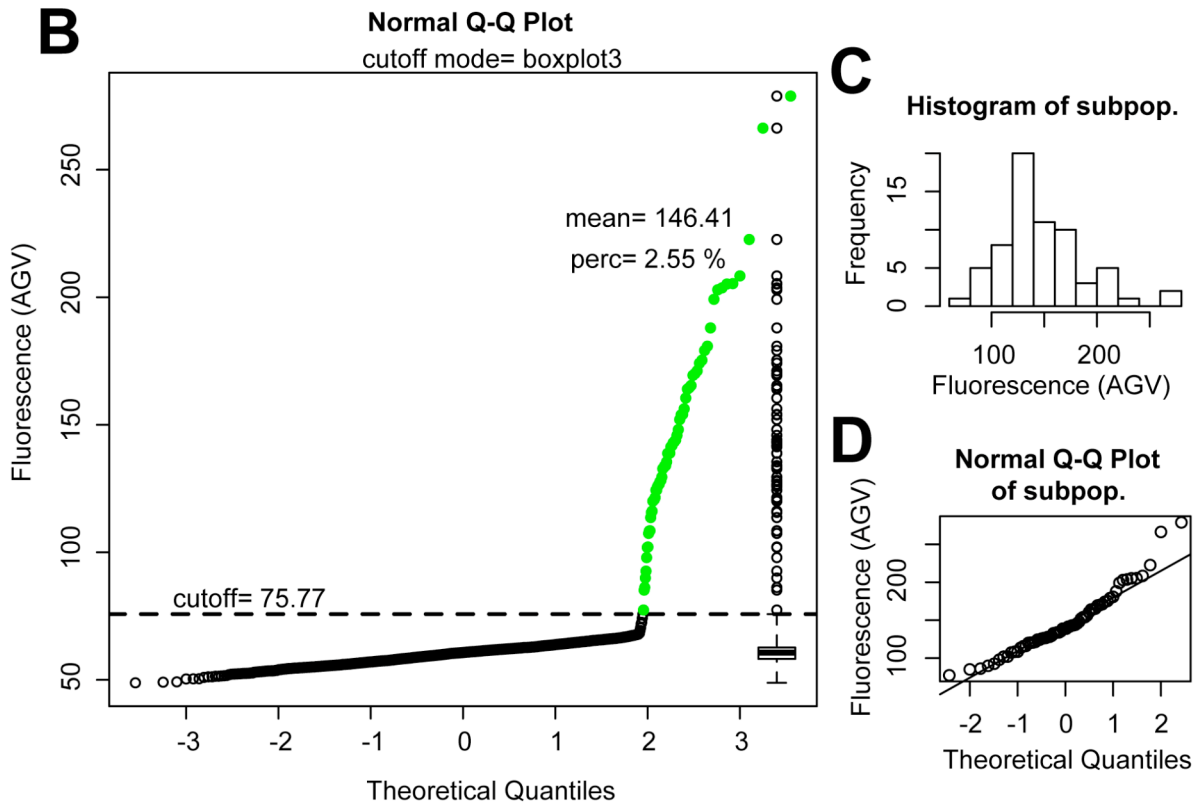 B
Normal Q-Q Plot
cutoff mode= boxplot3
Fluorescence (AGV)
250
200
150
100
50
mean= 146.41
perc= 2.55 %
cutoff= 75.77
-3 -2 -1 0 1 2 3
Theoretical Quantiles
C
Histogram of subpop.
Frequency
15
5
0
100 200
Fluorescence (AGV)
D
Normal Q-Q Plot
of subpop.
Fluorescence (AGV)
200
100
-2 -1 0 1 2
Theoretical Quantiles